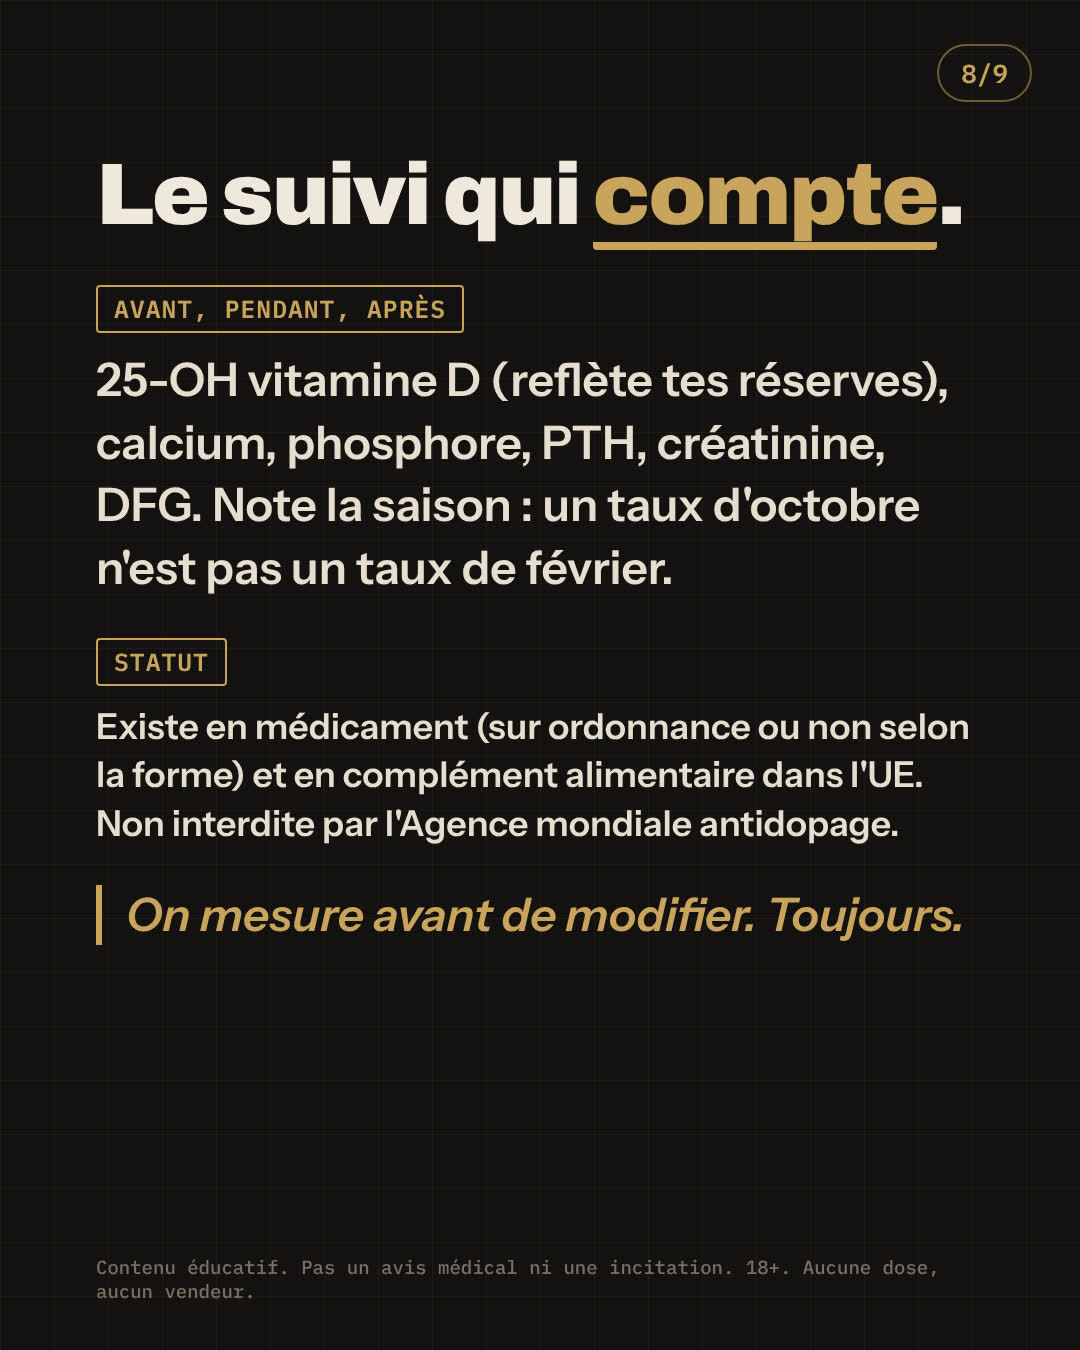 8/9
Le suivi qui compte.
AVANT, PENDANT, APRÈS
25-OH vitamine D (reflète tes réserves),
calcium, phosphore, PTH, créatinine,
DFG. Note la saison : un taux d'octobre
n'est pas un taux de février.
STATUT
Existe en médicament (sur ordonnance ou non selon
la forme) et en complément alimentaire dans l'UE.
Non interdite par l'Agence mondiale antidopage.
On mesure avant de modifier. Toujours.
Contenu éducatif. Pas un avis médical ni une incitation. 18+. Aucune dose,
aucun vendeur.